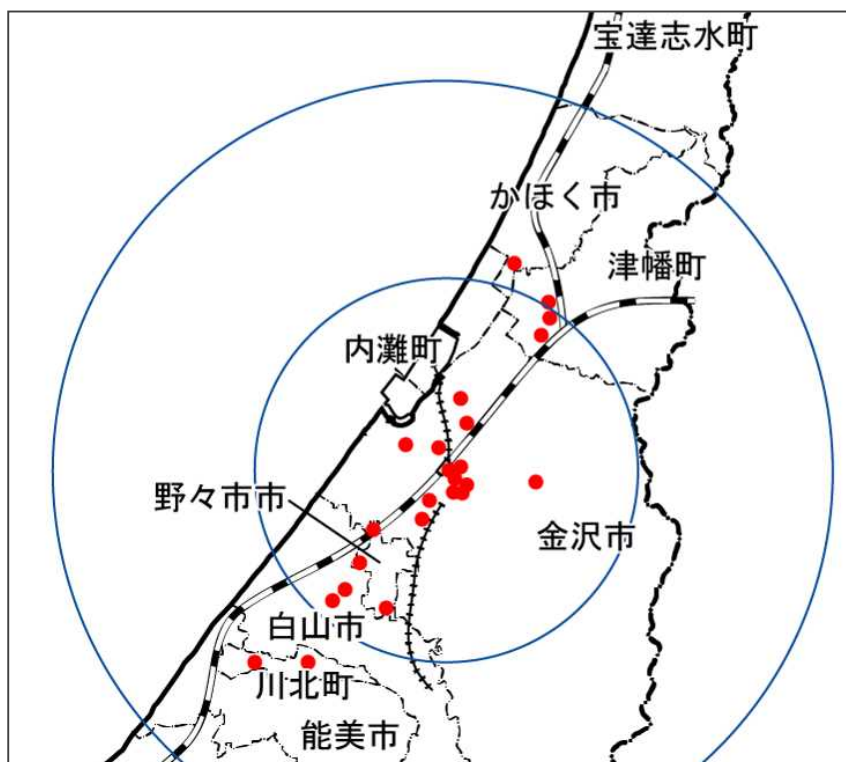 宝達志水町
かほく市
津幡町
内灘町
野々市市
金沢市
白山市
川北町
能美市